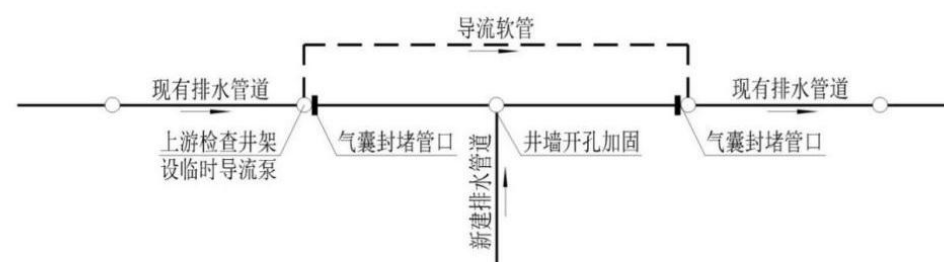 导流软管
现有排水管道
现有排水管道
上游检查井架
设临时导流泵
气囊封堵管口
井墙开孔加固
气囊封堵管口
新建排水管道